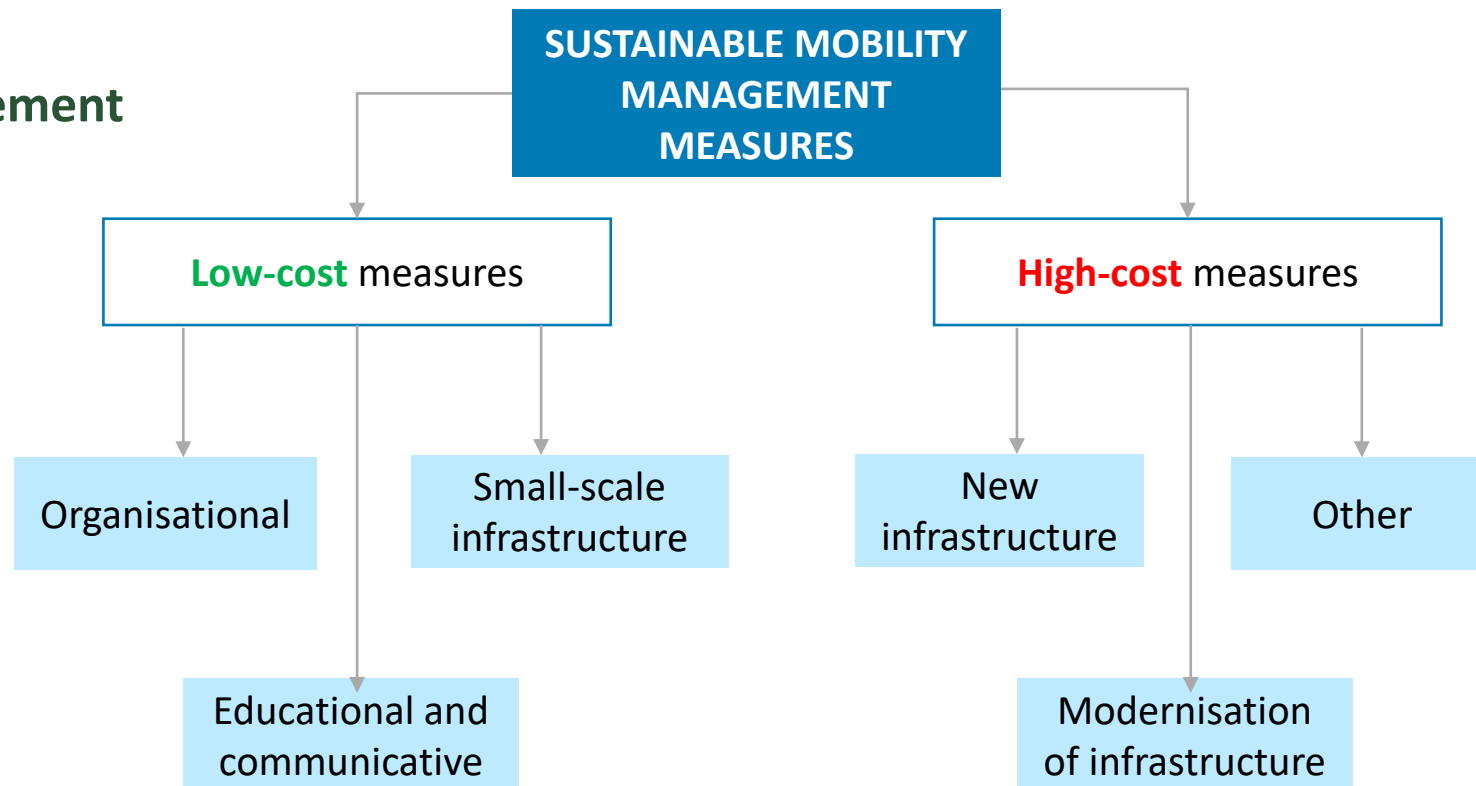 ement
SUSTAINABLE MOBILITY
MANAGEMENT
MEASURES
Low-cost measures
High-cost measures
Organisational
Small-scale
infrastructure
New
infrastructure
Other
Educational and
communicative
Modernisation
of infrastructure